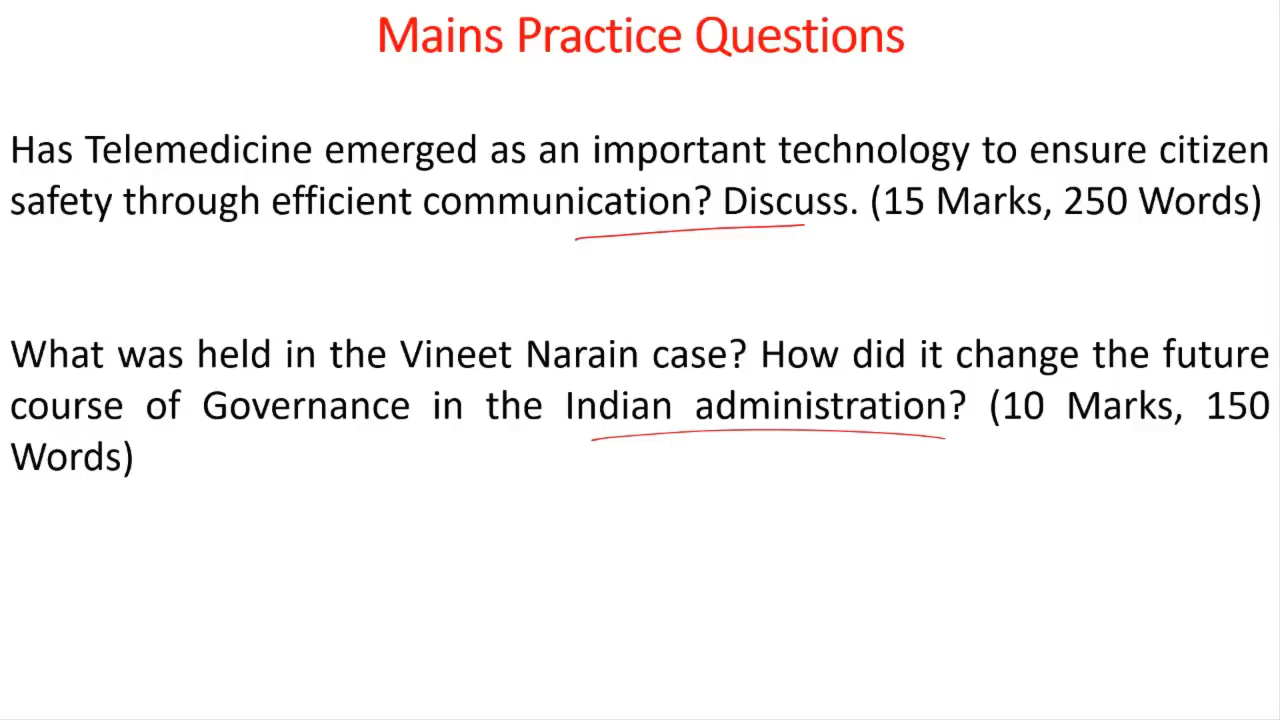 Mains Practice Questions
Has Telemedicine emerged as an important technology to ensure citizen
safety through efficient communication? Discuss. (15 Marks, 250 Words)
What was held in the Vineet Narain case? How did it change the future
course of Governance in the Indian administration? (10 Marks, 150
Words)